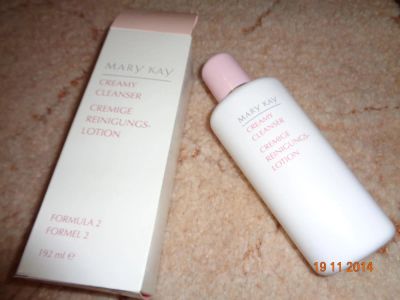 MARY KAY
CREAMY
CLEANSER
CREMIGE
REINIGUNGS-
LOTION
FORMULA 2
FORMEL 2
192 ml e
MARY KAY
CREAMY
CLEANSER
CREMIGE
REINIGUNGS-
LOTION
19 11 2014